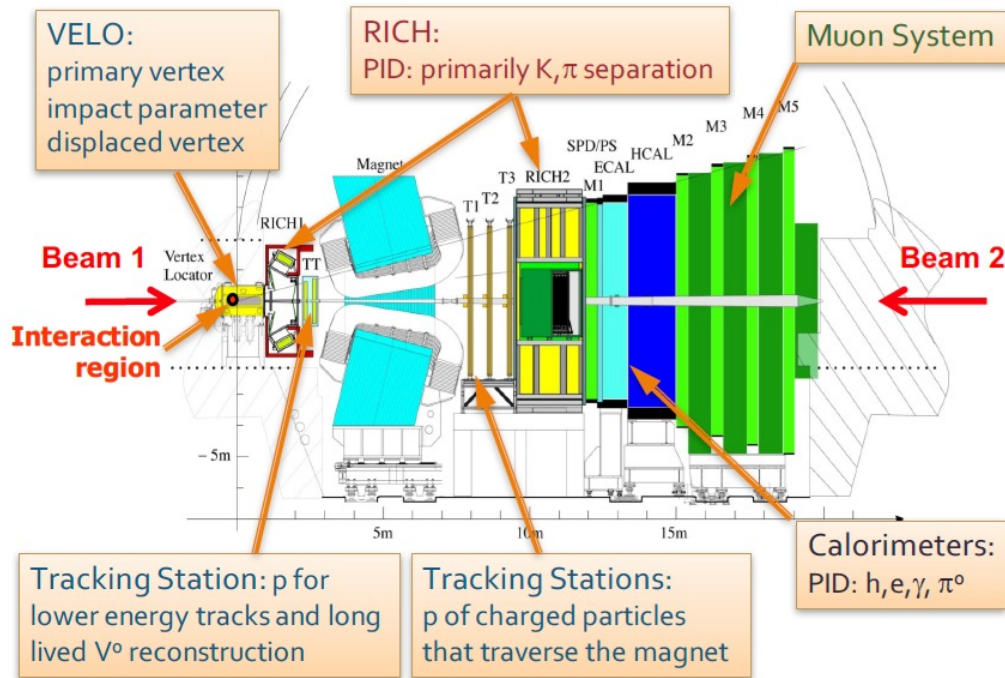 VELO:
primary vertex
impact parameter
displaced vertex
RICH:
PID: primarily K,π separation
Muon System
M5
M4
M3
M2
SPD/PS
HCAL
ECAL
Magnet
T3 RICH2
T2
T1
M1
RICH1
TT
Vertex
Locator
Beam 1
Beam 2
Interaction
region
- 5m
5m
10m
15m
Tracking Station: p for
lower energy tracks and long
lived V⁰ reconstruction
Tracking Stations:
p of charged particles
that traverse the magnet
Calorimeters:
PID: h,e,γ, π⁰